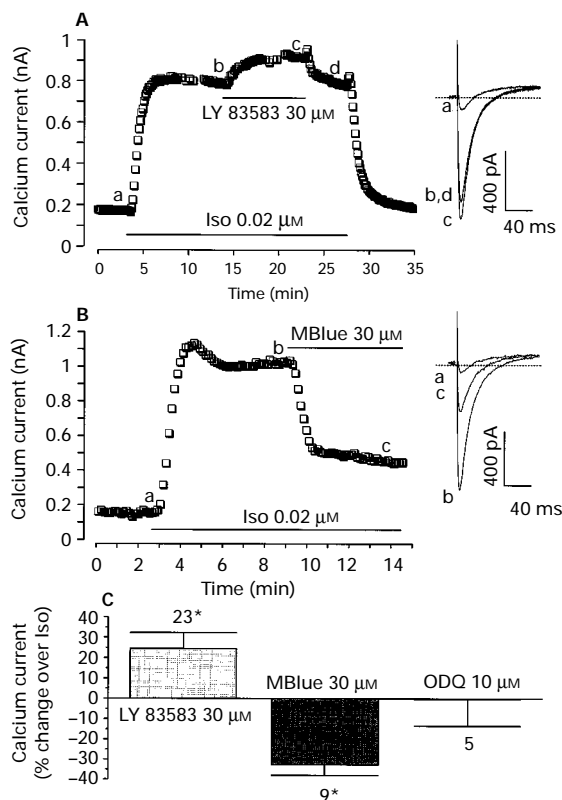 A
Calcium current (nA)
1
0.8
0.6
0.4
0.2
0
a
b
c
d
LY 83583 30 μM
Iso 0.02 μM
0 5 10 15 20 25 30 35
Time (min)
a
b,d
c
400 pA
40 ms
B
Calcium current (nA)
1.2
1
0.8
0.6
0.4
0.2
0
a
b
MBlue 30 μM
c
Iso 0.02 μM
0 2 4 6 8 10 12 14
Time (min)
a
c
b
400 pA
40 ms
C
Calcium current
(% change over Iso)
40
30
20
10
0
−10
−20
−30
−40
23*
LY 83583 30 μM
MBlue 30 μM
9*
ODQ 10 μM
5